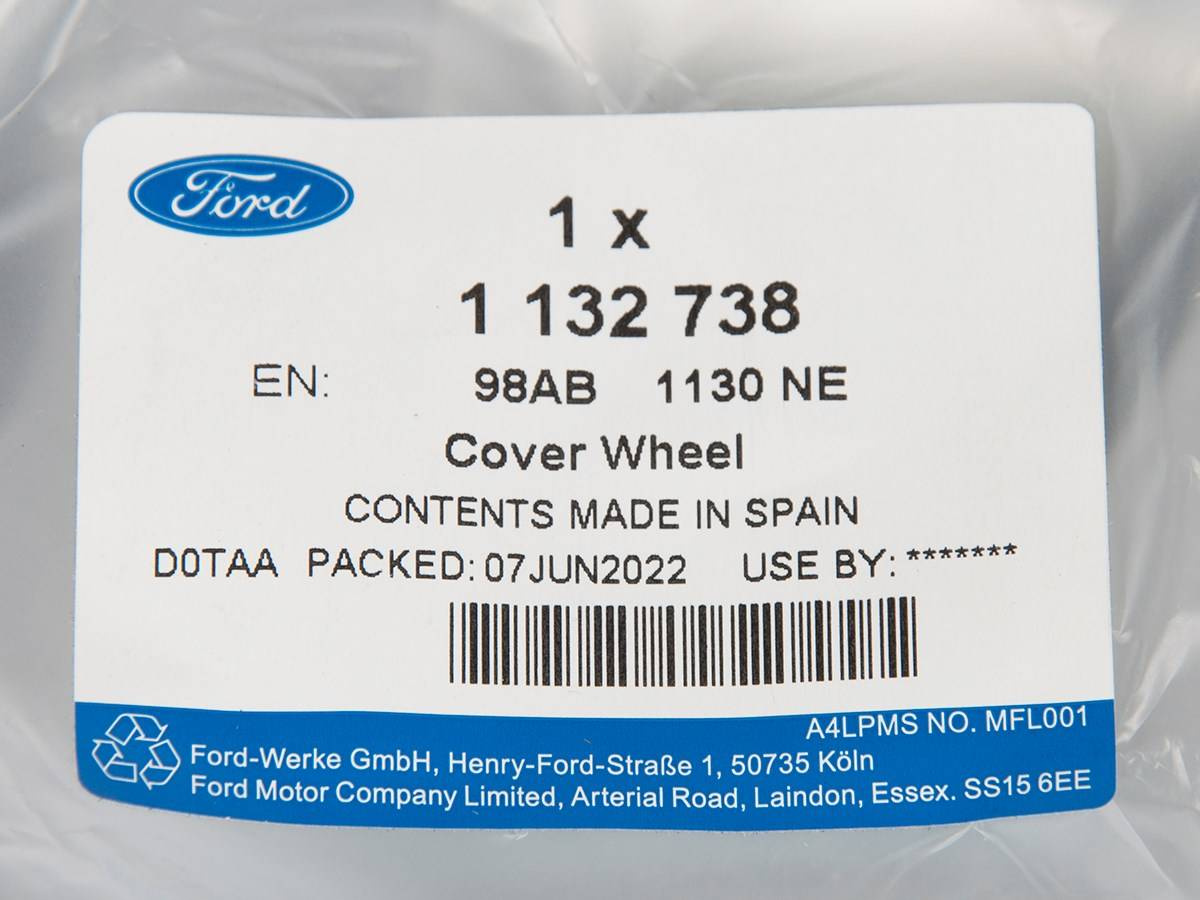 Ford
1 x
1 132 738
EN: 98AB 1130 NE
Cover Wheel
CONTENTS MADE IN SPAIN
D0TAA PACKED: 07JUN2022 USE BY: *******
A4LPMS NO. MFL001
Ford-Werke GmbH, Henry-Ford-Straße 1, 50735 Köln
Ford Motor Company Limited, Arterial Road, Laindon, Essex. SS15 6EE